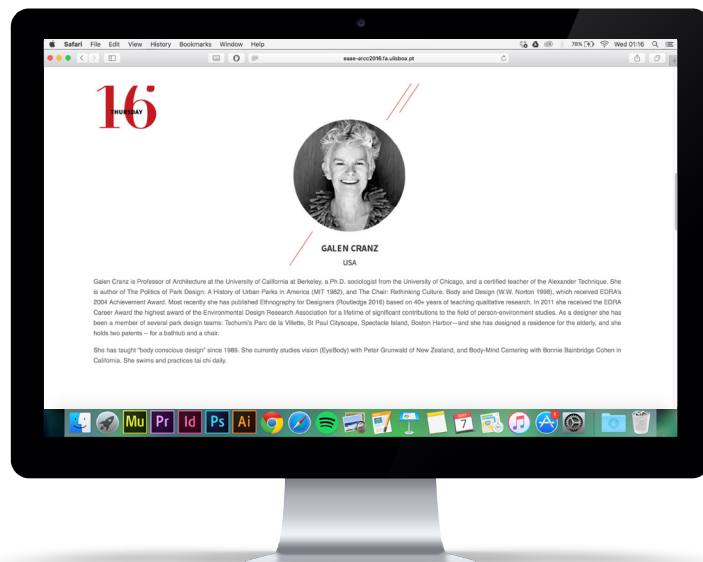 Safari File Edit View History Bookmarks Window Help
78% Wed 01:16
eaae-arcc2016.fa.ulisboa.pt
16
THURSDAY
GALEN CRANZ
USA
Galen Cranz is Professor of Architecture at the University of California at Berkeley, a Ph.D. sociologist from the University of Chicago, and a certified teacher of the Alexander Technique. She
is author of The Politics of Park Design: A History of Urban Parks in America (MIT 1982), and The Chair: Rethinking Culture, Body and Design (W.W. Norton 1998), which received EDRA's
2004 Achievement Award. Most recently she has published Ethnography for Designers (Routledge 2016) based on 40+ years of teaching qualitative research. In 2011 she received the EDRA
Career Award the highest award of the Environmental Design Research Association for a lifetime of significant contributions to the field of person-environment studies. As a designer she has
been a member of several park design teams: Tschumi's Parc de la Villette, St Paul Cityscape, Spectacle Island, Boston Harbor—and she has designed a residence for the elderly, and she
holds two patents -- for a bathtub and a chair.
She has taught "body conscious design" since 1989. She currently studies vision (EyeBody) with Peter Grunwald of New Zealand, and Body-Mind Centering with Bonnie Bainbridge Cohen in
California. She swims and practices tai chi daily.
Mu Pr Id Ps Ai 7